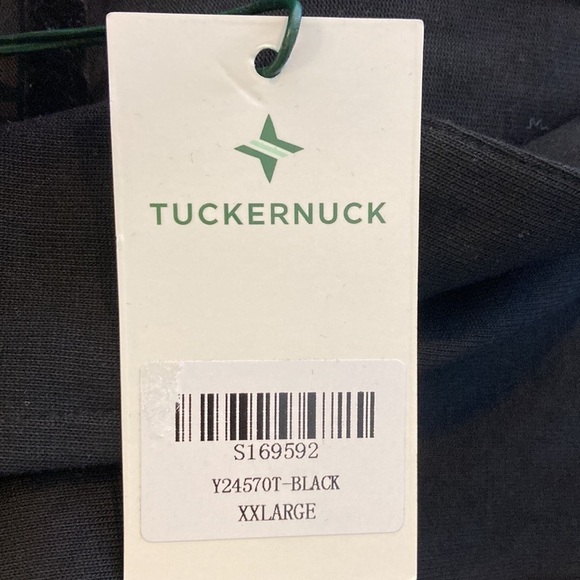 TUCKERNUCK
S169592
Y24570T-BLACK
XXLARGE